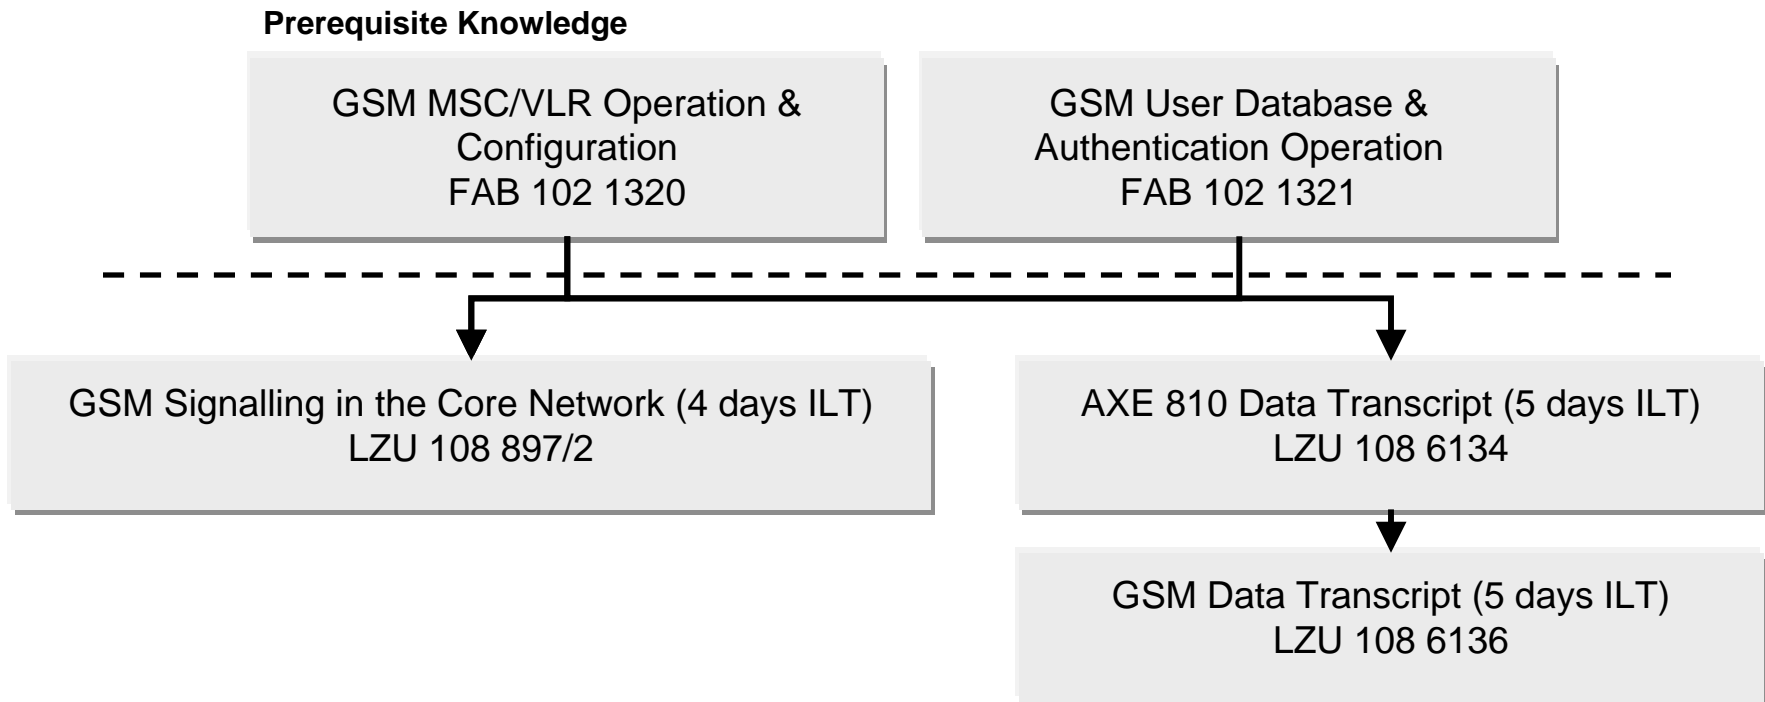 Prerequisite Knowledge
GSM MSC/VLR Operation &
Configuration
FAB 102 1320
GSM User Database &
Authentication Operation
FAB 102 1321
GSM Signalling in the Core Network (4 days ILT)
LZU 108 897/2
AXE 810 Data Transcript (5 days ILT)
LZU 108 6134
GSM Data Transcript (5 days ILT)
LZU 108 6136